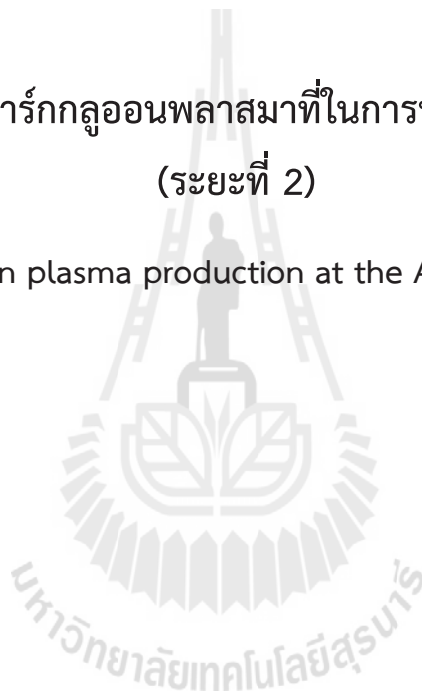 าร์กกลูออนพลาสมาที่ในการ
(ระยะที่ 2)
n plasma production at the A
มหาวิทยาลัยเทคโนโลยีสุรนารี